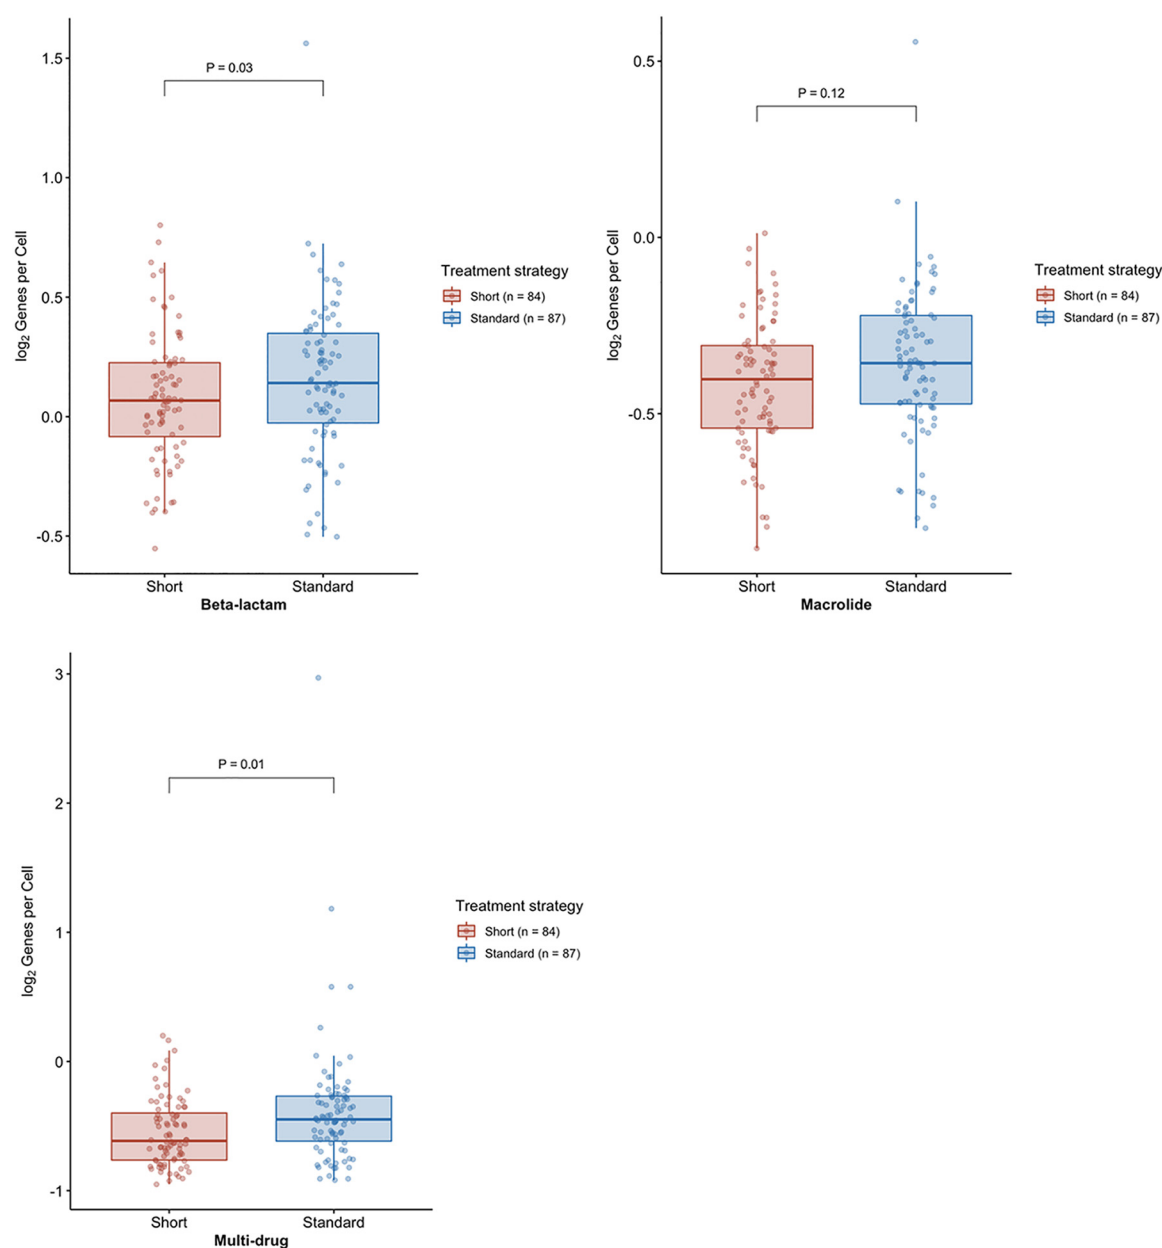 1.5
1.0
0.5
0.0
-0.5
log2 Genes per Cell
P = 0.03
Short
Standard
Beta-lactam
Treatment strategy
Short (n = 84)
Standard (n = 87)
0.5
0.0
-0.5
log2 Genes per Cell
P = 0.12
Short
Standard
Macrolide
Treatment strategy
Short (n = 84)
Standard (n = 87)
3
2
1
0
-1
log2 Genes per Cell
P = 0.01
Short
Standard
Multi-drug
Treatment strategy
Short (n = 84)
Standard (n = 87)